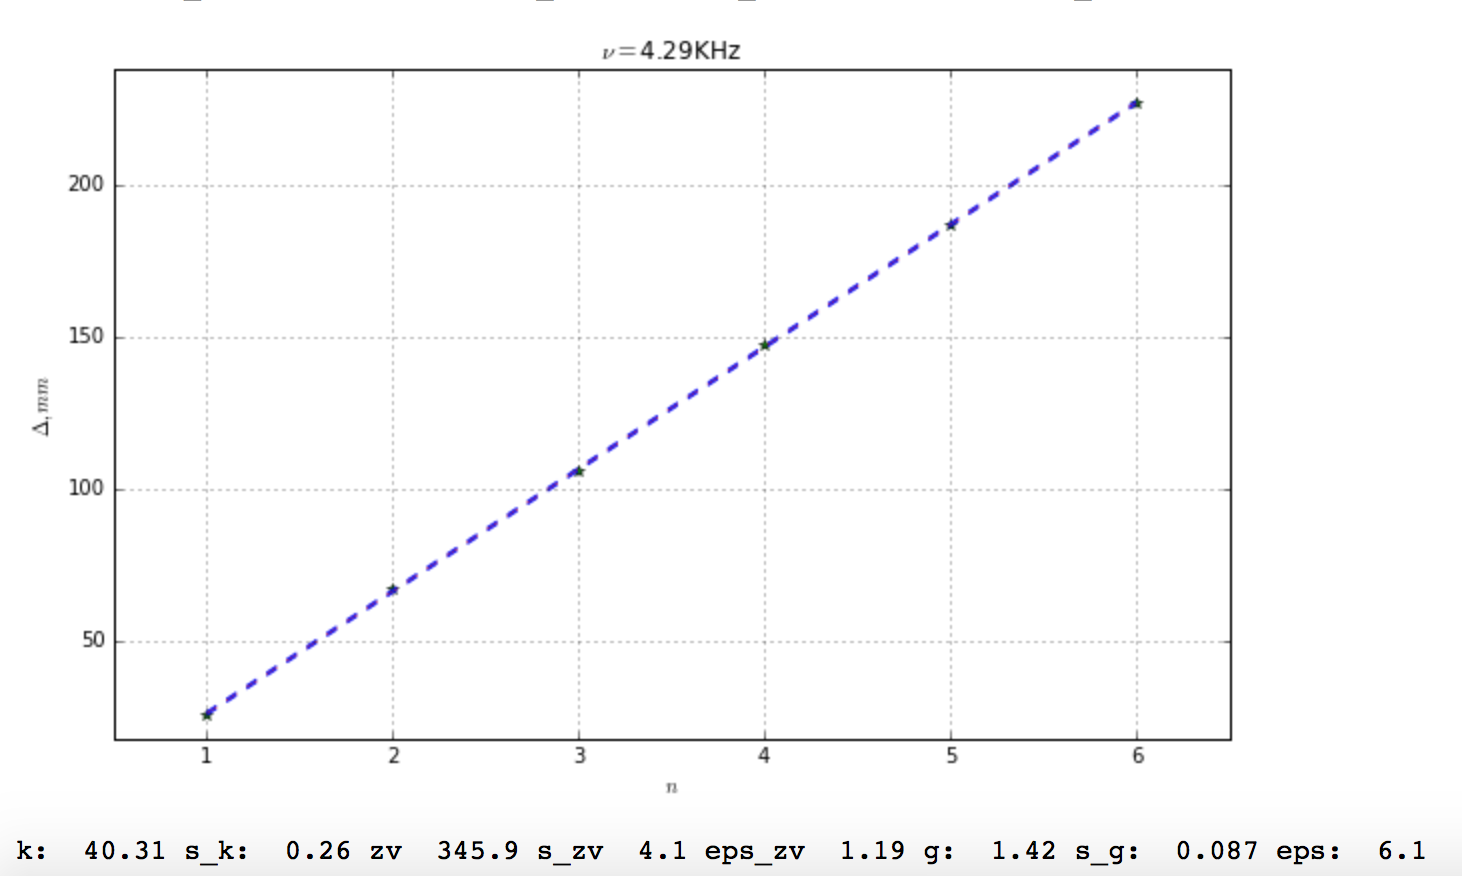 ν=4.29KHz
200
150
100
50
Δ,mm
1 2 3 4 5 6
n
k: 40.31 s_k: 0.26 zv 345.9 s_zv 4.1 eps_zv 1.19 g: 1.42 s_g: 0.087 eps: 6.1